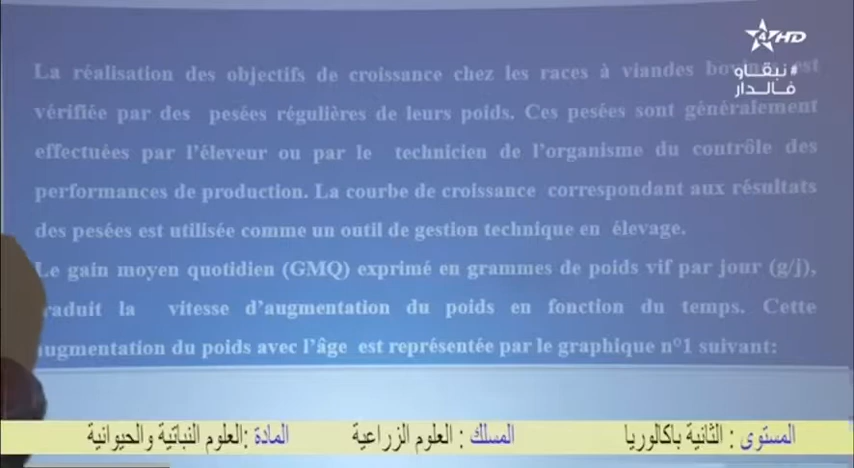 4 HD
#نبقاو
فالدار
La réalisation des objectifs de croissance chez les races à viandes bovines est
vérifiée par des pesées régulières de leurs poids. Ces pesées sont généralement
effectuées par l'éleveur ou par le technicien de l'organisme du contrôle des
performances de production. La courbe de croissance correspondant aux résultats
des pesées est utilisée comme un outil de gestion technique en élevage.
Le gain moyen quotidien (GMQ) exprimé en grammes de poids vif par jour (g/j),
raduit la vitesse d'augmentation du poids en fonction du temps. Cette
augmentation du poids avec l'âge est représentée par le graphique n°1 suivant:
المستوى : الثانية باكالوريا المسلك : العلوم الزراعية المادة :العلوم النباتية والحيوانية